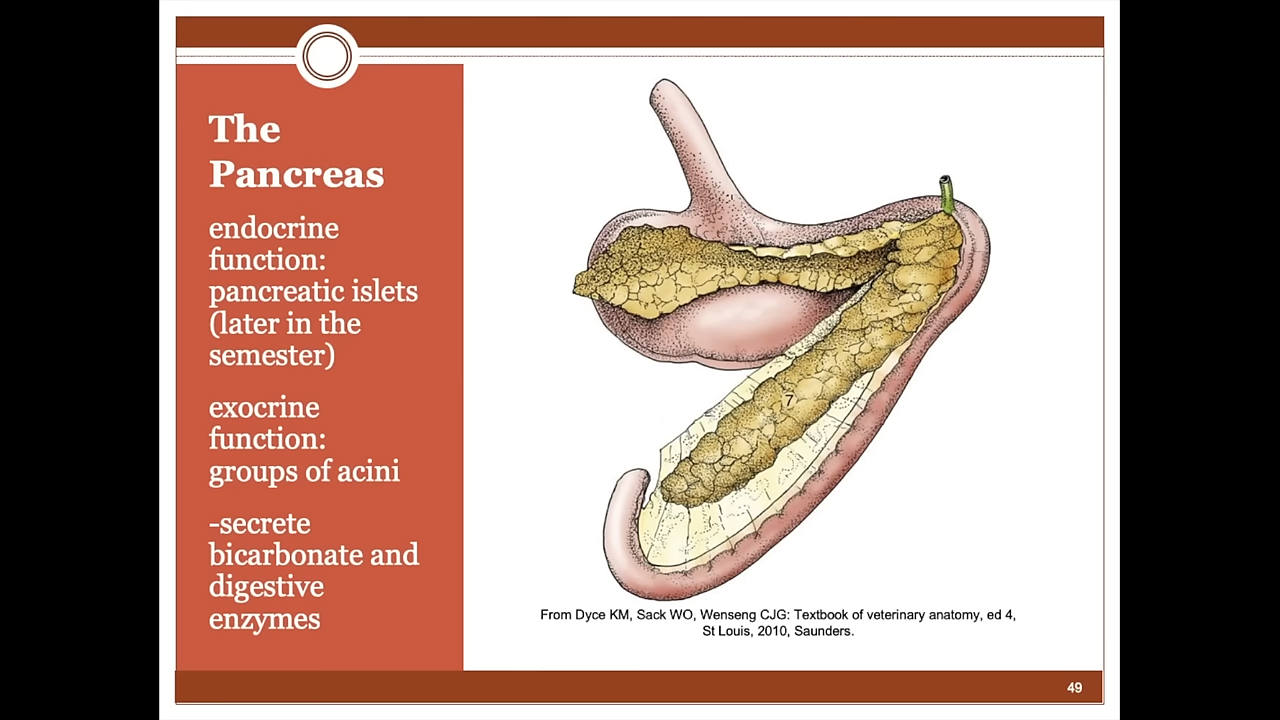 The
Pancreas
endocrine
function:
pancreatic islets
(later in the
semester)
exocrine
function:
groups of acini
-secrete
bicarbonate and
digestive
enzymes
7
From Dyce KM, Sack WO, Wenseng CJG: Textbook of veterinary anatomy, ed 4,
St Louis, 2010, Saunders.
49